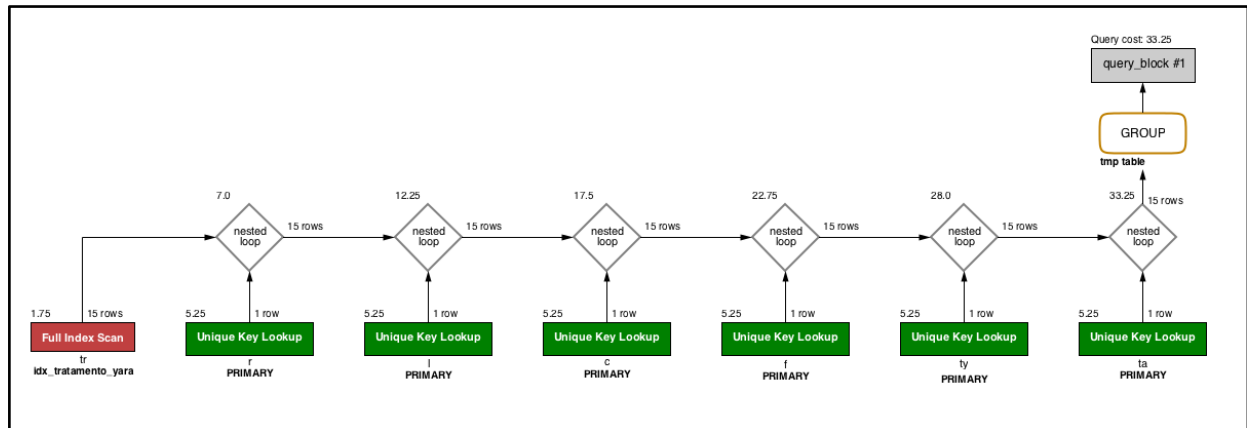 Query cost: 33.25
query_block #1
GROUP
tmp table
7.0
12.25
17.5
22.75
28.0
33.25
15 rows
nested loop
15 rows
nested loop
15 rows
nested loop
15 rows
nested loop
15 rows
nested loop
15 rows
nested loop
1.75
15 rows
5.25
1 row
5.25
1 row
5.25
1 row
5.25
1 row
5.25
1 row
5.25
1 row
Full Index Scan
Unique Key Lookup
Unique Key Lookup
Unique Key Lookup
Unique Key Lookup
Unique Key Lookup
Unique Key Lookup
tr
r
l
c
f
ty
ta
idx_tratamento_yara
PRIMARY
PRIMARY
PRIMARY
PRIMARY
PRIMARY
PRIMARY